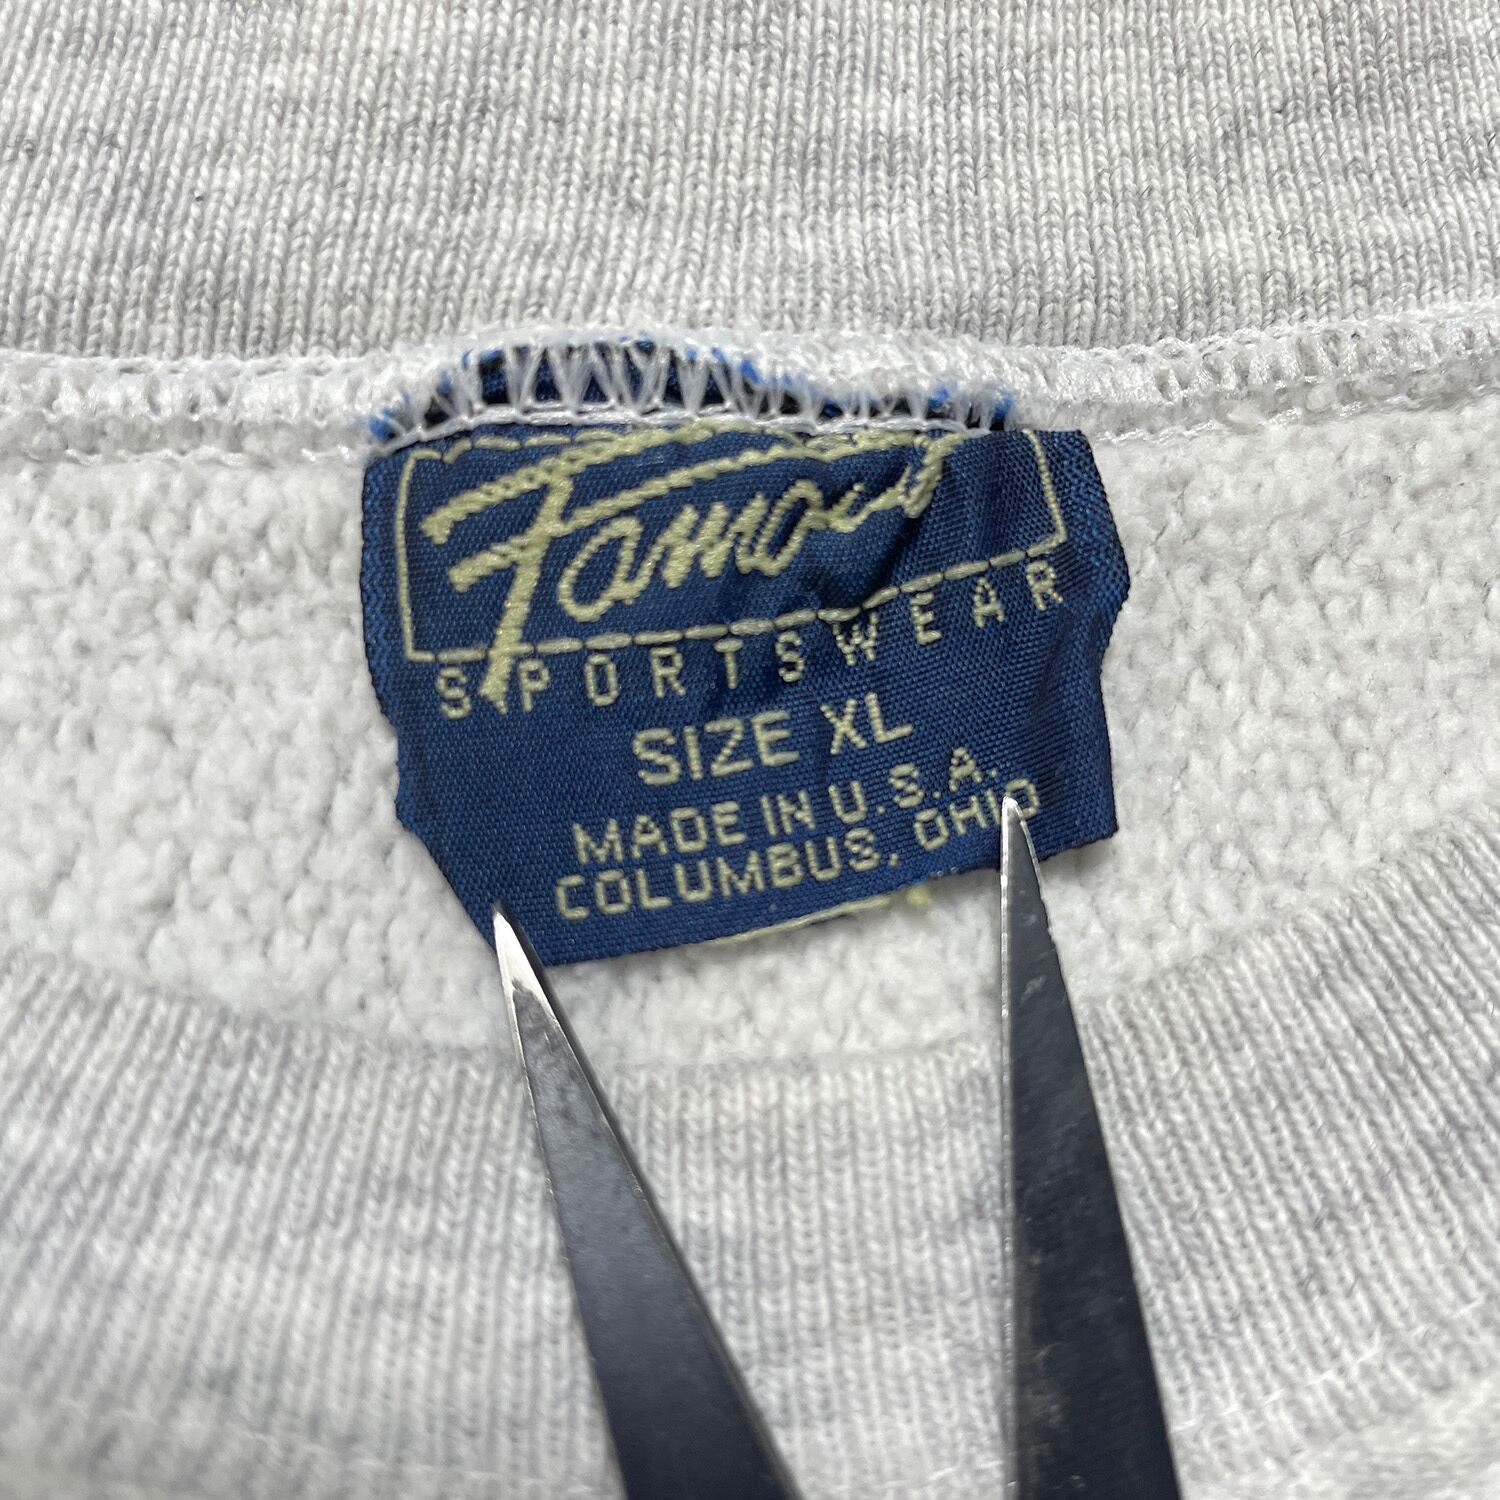 Famous
SPORTSWEAR
SIZE XL
MADE IN U.S.A.
COLUMBUS, OHIO